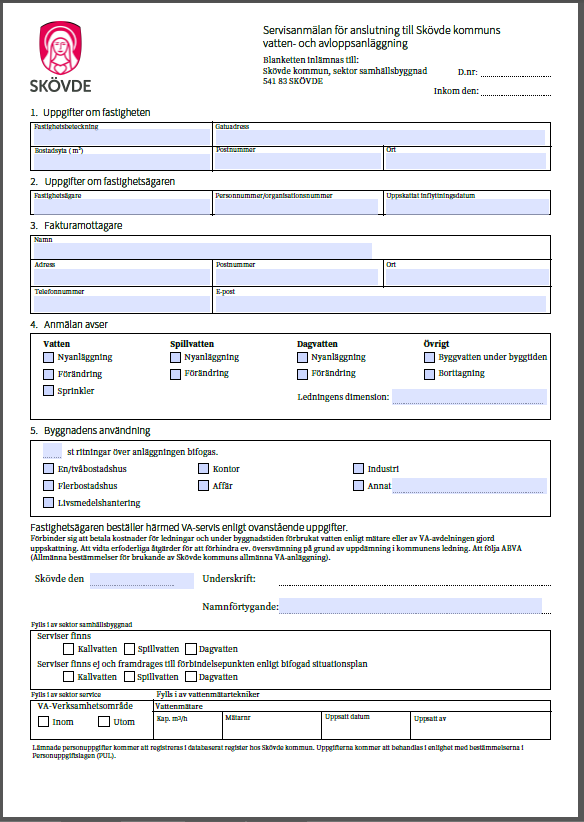 SKÖVDE
Servisanmälan för anslutning till Skövde kommuns
vatten- och avloppsanläggning
Blanketten inlämnas till:
Skövde kommun, sektor samhällsbyggnad
541 83 SKÖVDE
D.nr:
Inkom den:
1. Uppgifter om fastigheten
Fastighetsbeteckning Gatuadress
Bostadsyta ( m²) Postnummer Ort
2. Uppgifter om fastighetsägaren
Fastighetsägare Personnummer/organisationsnummer Uppskattat inflyttningsdatum
3. Fakturamottagare
Namn
Adress Postnummer Ort
Telefonnummer E-post
4. Anmälan avser
Vatten Spillvatten Dagvatten Övrigt
Nyanläggning Nyanläggning Nyanläggning Byggvatten under byggtiden
Förändring Förändring Förändring Borttagning
Sprinkler
Ledningens dimension:
5. Byggnadens användning
st ritningar över anläggningen bifogas.
En/tvåbostadshus Kontor Industri
Flerbostadshus Affär Annat
Livsmedelshantering
Fastighetsägaren beställer härmed VA-servis enligt ovanstående uppgifter.
Förbinder sig att betala kostnader för ledningar och under byggnadstiden förbrukat vatten enligt mätare eller av VA-avdelningen gjord
uppskattning. Att vidta erforderliga åtgärder för att förhindra ev. översvämning på grund av uppdämning i kommunens ledning. Att följa ABVA
(Allmänna bestämmelser för brukande av Skövde kommuns allmänna VA-anläggning).
Skövde den Underskrift:
Namnförtygande:
Fylls i av sektor samhällsbyggnad
Serviser finns
Kallvatten Spillvatten Dagvatten
Serviser finns ej och framdrages till förbindelsepunkten enligt bifogad situationsplan
Kallvatten Spillvatten Dagvatten
Fylls i av sektor service Fylls i av vattenmätartekniker
VA-Verksamhetsområde Vattenmätare
Inom Utom Kap. m³/h Mätarnr Uppsatt datum Uppsatt av
Lämnade personuppgifter kommer att registreras i databaserat register hos Skövde kommun. Uppgifterna kommer att behandlas i enlighet med bestämmelserna i
Personuppgiftslagen (PUL).